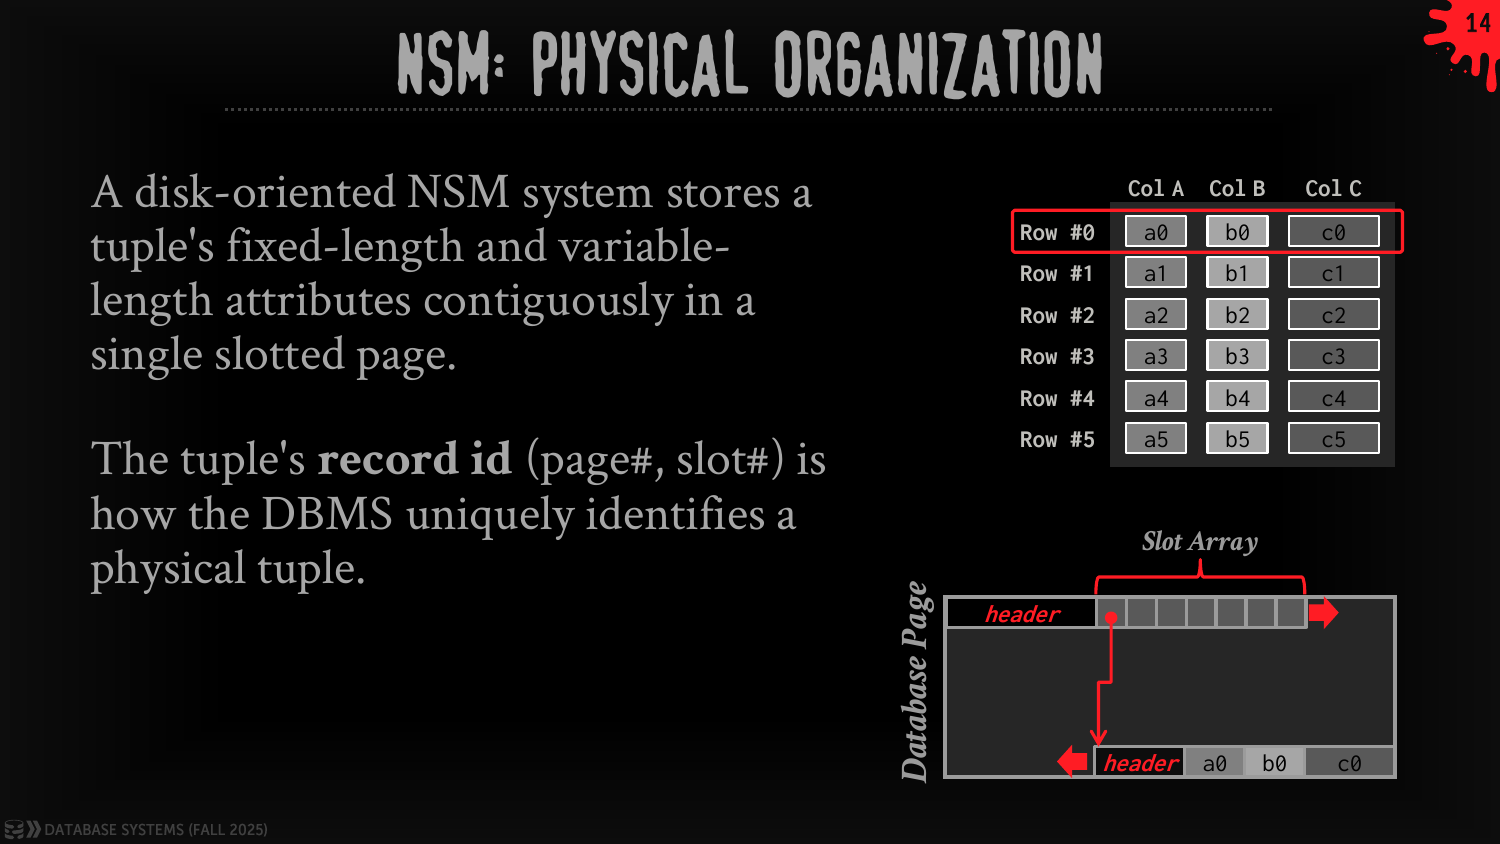 14
NSM: PHYSICAL ORGANIZATION
A disk-oriented NSM system stores a
tuple's fixed-length and variable-
length attributes contiguously in a
single slotted page.
The tuple's record id (page#, slot#) is
how the DBMS uniquely identifies a
physical tuple.
Col A Col B Col C
Row #0 a0 b0 c0
Row #1 a1 b1 c1
Row #2 a2 b2 c2
Row #3 a3 b3 c3
Row #4 a4 b4 c4
Row #5 a5 b5 c5
Slot Array
Database Page
header
header a0 b0 c0
DATABASE SYSTEMS (FALL 2025)